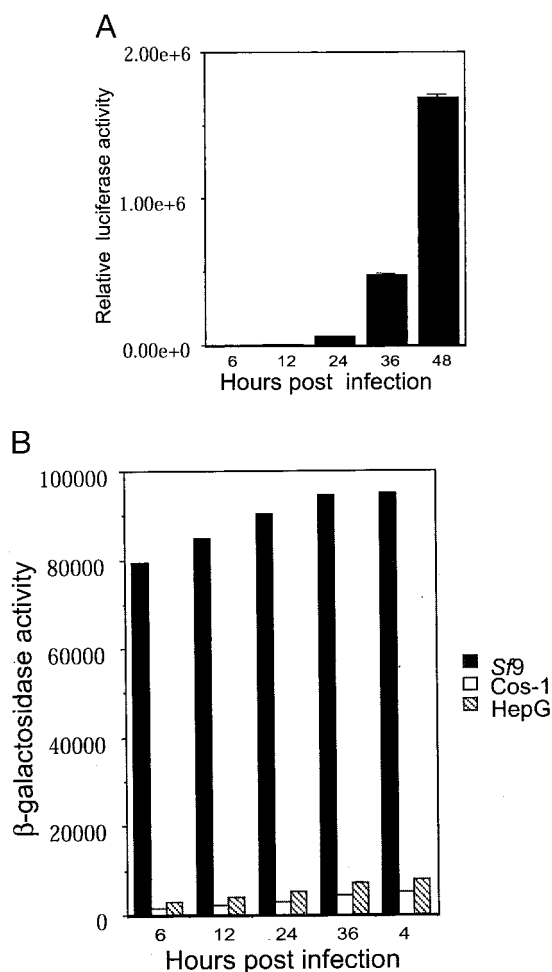 A
2.00e+6
1.00e+6
0.00e+0
Relative luciferase activity
6 12 24 36 48
Hours post infection
B
100000
80000
60000
40000
20000
0
β-galactosidase activity
6 12 24 36 4
Hours post infection
Sf9
Cos-1
HepG